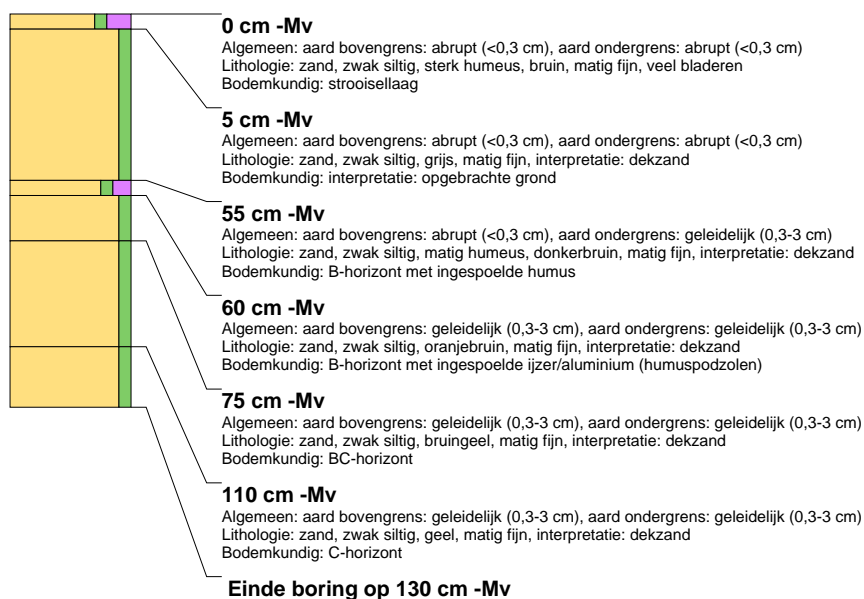 0 cm -Mv
Algemeen: aard bovengrens: abrupt (<0,3 cm), aard ondergrens: abrupt (<0,3 cm)
Lithologie: zand, zwak siltig, sterk humeus, bruin, matig fijn, veel bladeren
Bodemkundig: strooisellaag
5 cm -Mv
Algemeen: aard bovengrens: abrupt (<0,3 cm), aard ondergrens: abrupt (<0,3 cm)
Lithologie: zand, zwak siltig, grijs, matig fijn, interpretatie: dekzand
Bodemkundig: interpretatie: opgebrachte grond
55 cm -Mv
Algemeen: aard bovengrens: abrupt (<0,3 cm), aard ondergrens: geleidelijk (0,3-3 cm)
Lithologie: zand, zwak siltig, matig humeus, donkerbruin, matig fijn, interpretatie: dekzand
Bodemkundig: B-horizont met ingespoelde humus
60 cm -Mv
Algemeen: aard bovengrens: geleidelijk (0,3-3 cm), aard ondergrens: geleidelijk (0,3-3 cm)
Lithologie: zand, zwak siltig, oranjebruin, matig fijn, interpretatie: dekzand
Bodemkundig: B-horizont met ingespoelde ijzer/aluminium (humuspodzolen)
75 cm -Mv
Algemeen: aard bovengrens: geleidelijk (0,3-3 cm), aard ondergrens: geleidelijk (0,3-3 cm)
Lithologie: zand, zwak siltig, bruingeel, matig fijn, interpretatie: dekzand
Bodemkundig: BC-horizont
110 cm -Mv
Algemeen: aard bovengrens: geleidelijk (0,3-3 cm), aard ondergrens: geleidelijk (0,3-3 cm)
Lithologie: zand, zwak siltig, geel, matig fijn, interpretatie: dekzand
Bodemkundig: C-horizont
Einde boring op 130 cm -Mv